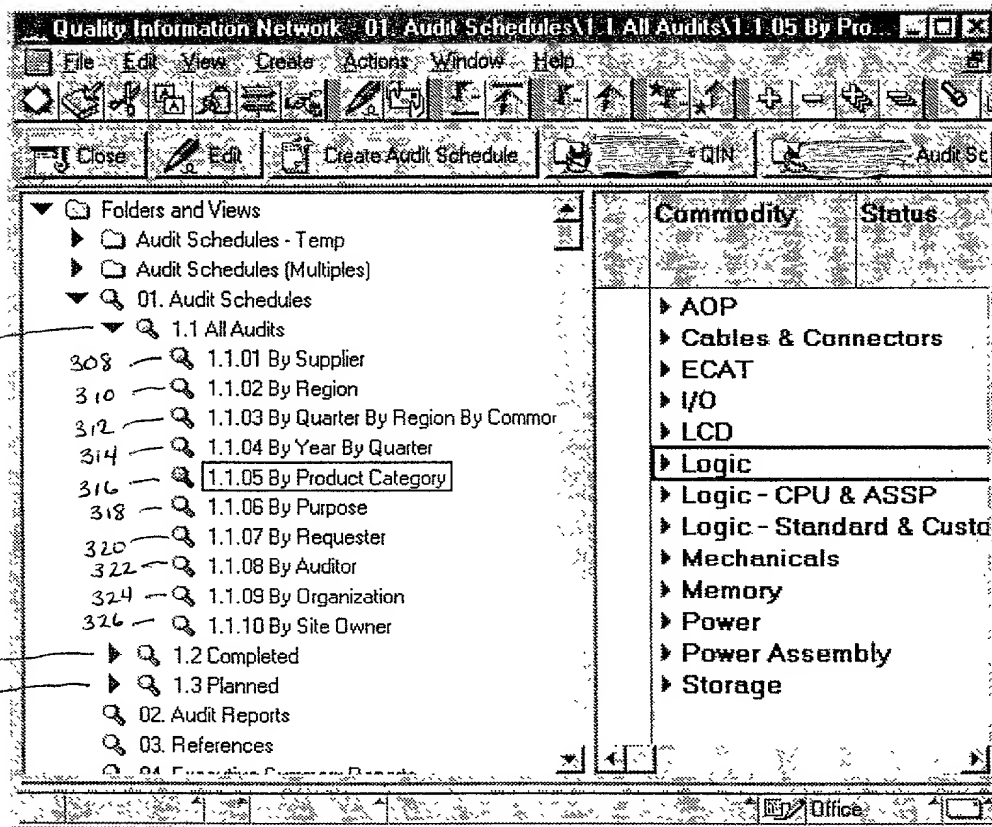 Quality Information Network - 01. Audit Schedules\1.1 All Audits\1.1.05 By Pro...
File Edit View Create Actions Window Help
Close Edit Create Audit Schedule QIN Audit Sc
Folders and Views
Audit Schedules - Temp
Audit Schedules (Multiples)
01. Audit Schedules
1.1 All Audits
308 1.1.01 By Supplier
310 1.1.02 By Region
312 1.1.03 By Quarter By Region By Commor
314 1.1.04 By Year By Quarter
316 1.1.05 By Product Category
318 1.1.06 By Purpose
320 1.1.07 By Requester
322 1.1.08 By Auditor
324 1.1.09 By Organization
326 1.1.10 By Site Owner
1.2 Completed
1.3 Planned
02. Audit Reports
03. References
04. Executive Summary Reports
Commodity Status
AOP
Cables & Connectors
ECAT
I/O
LCD
Logic
Logic - CPU & ASSP
Logic - Standard & Custo
Mechanicals
Memory
Power
Power Assembly
Storage
Office